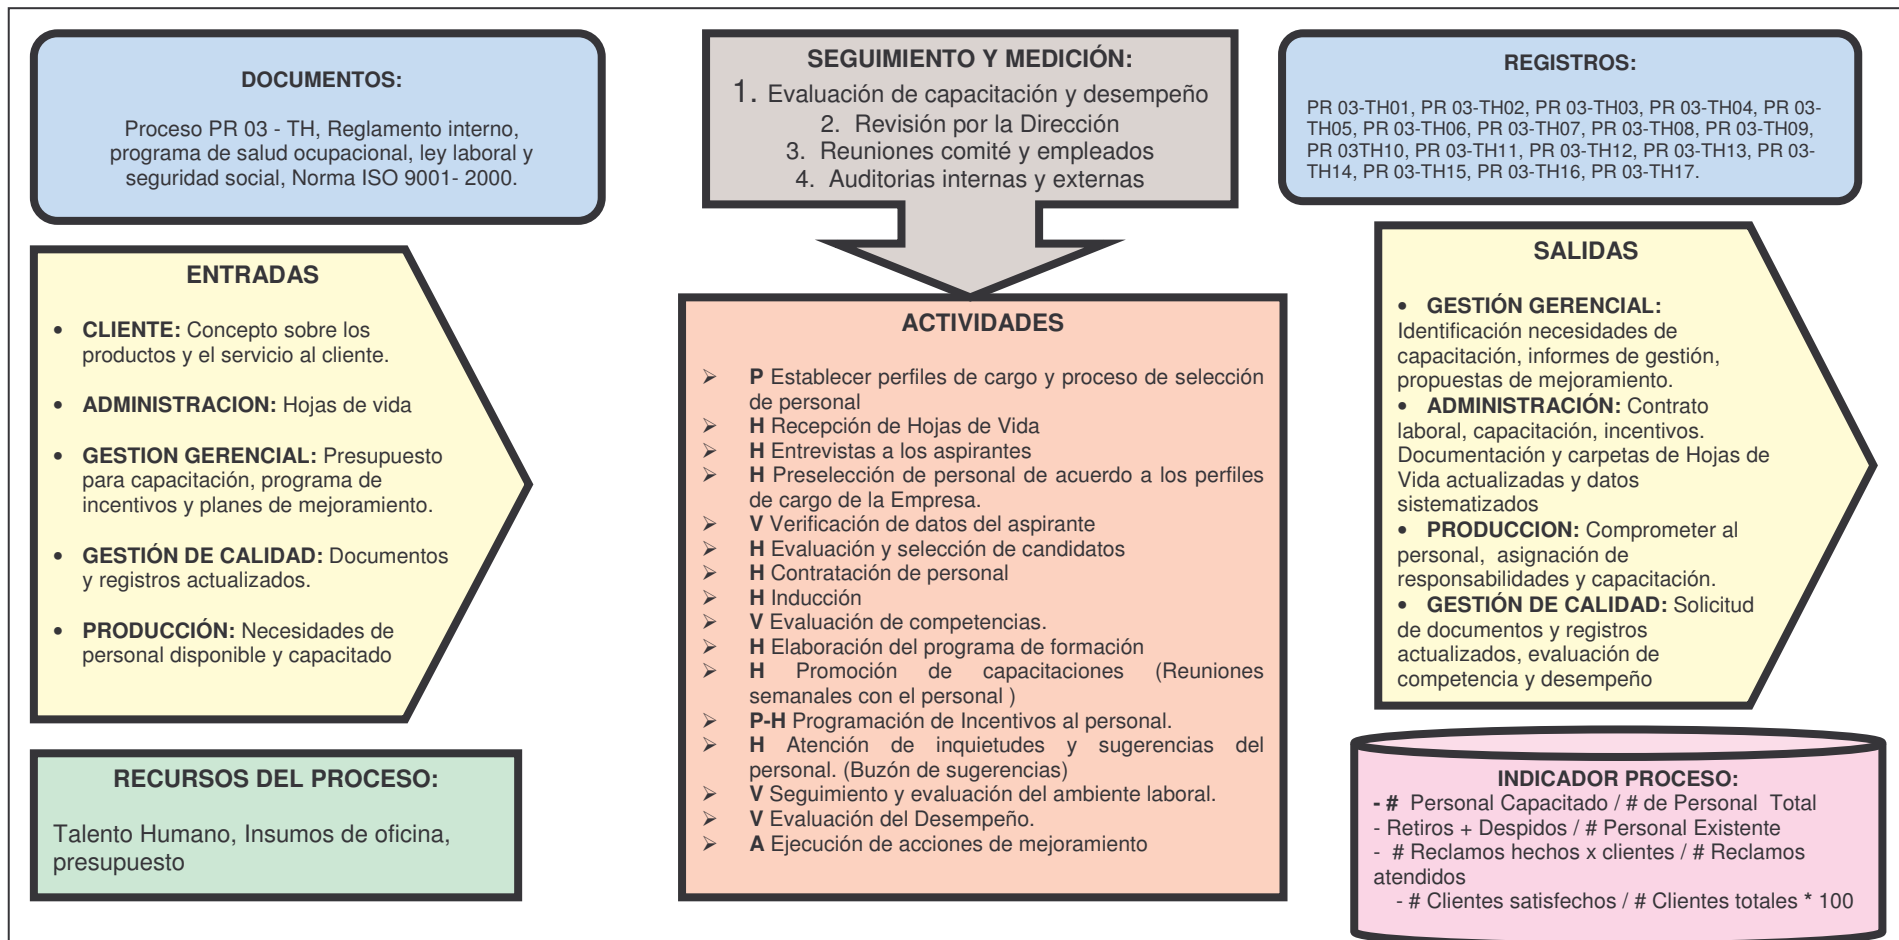 DOCUMENTOS:
Proceso PR 03 - TH, Reglamento interno,
programa de salud ocupacional, ley laboral y
seguridad social, Norma ISO 9001- 2000.
SEGUIMIENTO Y MEDICIÓN:
1. Evaluación de capacitación y desempeño
2. Revisión por la Dirección
3. Reuniones comité y empleados
4. Auditorias internas y externas
REGISTROS:
PR 03-TH01, PR 03-TH02, PR 03-TH03, PR 03-TH04, PR 03-
TH05, PR 03-TH06, PR 03-TH07, PR 03-TH08, PR 03-TH09,
PR 03TH10, PR 03-TH11, PR 03-TH12, PR 03-TH13, PR 03-
TH14, PR 03-TH15, PR 03-TH16, PR 03-TH17.
ENTRADAS
• CLIENTE: Concepto sobre los
productos y el servicio al cliente.
• ADMINISTRACION: Hojas de vida
• GESTION GERENCIAL: Presupuesto
para capacitación, programa de
incentivos y planes de mejoramiento.
• GESTIÓN DE CALIDAD: Documentos
y registros actualizados.
• PRODUCCIÓN: Necesidades de
personal disponible y capacitado
ACTIVIDADES
➢ P Establecer perfiles de cargo y proceso de selección
de personal
➢ H Recepción de Hojas de Vida
➢ H Entrevistas a los aspirantes
➢ H Preselección de personal de acuerdo a los perfiles
de cargo de la Empresa.
➢ V Verificación de datos del aspirante
➢ H Evaluación y selección de candidatos
➢ H Contratación de personal
➢ H Inducción
➢ V Evaluación de competencias.
➢ H Elaboración del programa de formación
➢ H Promoción de capacitaciones (Reuniones
semanales con el personal )
➢ P-H Programación de Incentivos al personal.
➢ H Atención de inquietudes y sugerencias del
personal. (Buzón de sugerencias)
➢ V Seguimiento y evaluación del ambiente laboral.
➢ V Evaluación del Desempeño.
➢ A Ejecución de acciones de mejoramiento
SALIDAS
• GESTIÓN GERENCIAL:
Identificación necesidades de
capacitación, informes de gestión,
propuestas de mejoramiento.
• ADMINISTRACIÓN: Contrato
laboral, capacitación, incentivos.
Documentación y carpetas de Hojas de
Vida actualizadas y datos
sistematizados
• PRODUCCION: Comprometer al
personal, asignación de
responsabilidades y capacitación.
• GESTIÓN DE CALIDAD: Solicitud
de documentos y registros
actualizados, evaluación de
competencia y desempeño
RECURSOS DEL PROCESO:
Talento Humano, Insumos de oficina,
presupuesto
INDICADOR PROCESO:
- # Personal Capacitado / # de Personal Total
- Retiros + Despidos / # Personal Existente
- # Reclamos hechos x clientes / # Reclamos
atendidos
- # Clientes satisfechos / # Clientes totales * 100